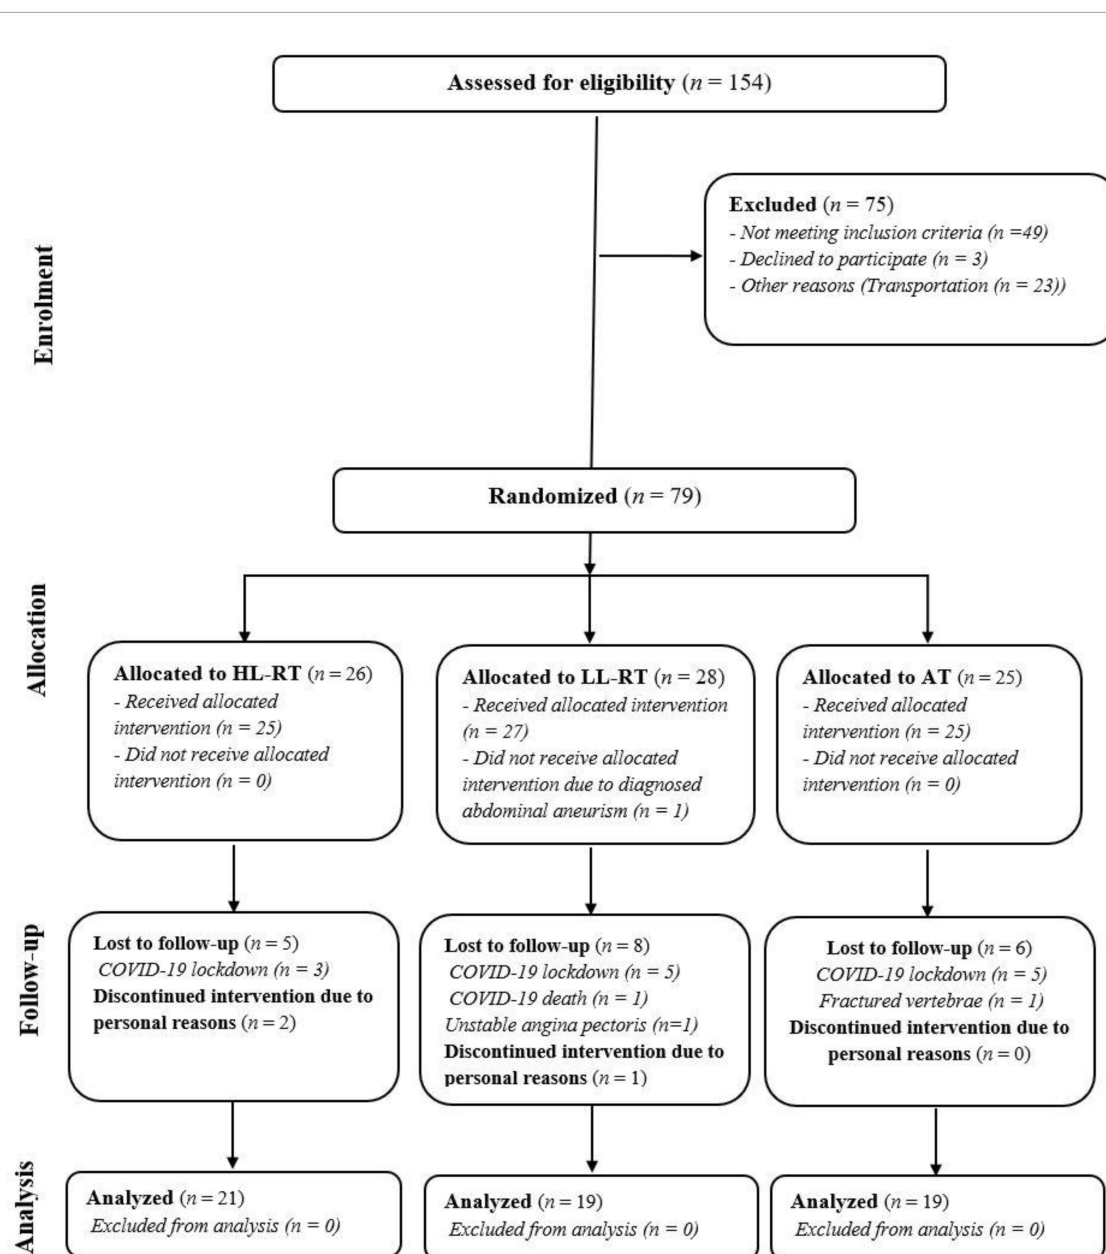 Assessed for eligibility (n = 154)
Enrolment
Excluded (n = 75)
- Not meeting inclusion criteria (n =49)
- Declined to participate (n = 3)
- Other reasons (Transportation (n = 23))
Randomized (n = 79)
Allocation
Allocated to HL-RT (n = 26)
- Received allocated
intervention (n = 25)
- Did not receive allocated
intervention (n = 0)
Allocated to LL-RT (n = 28)
- Received allocated intervention
(n = 27)
- Did not receive allocated
intervention due to diagnosed
abdominal aneurism (n = 1)
Allocated to AT (n = 25)
- Received allocated
intervention (n = 25)
- Did not receive allocated
intervention (n = 0)
Follow-up
Lost to follow-up (n = 5)
COVID-19 lockdown (n = 3)
Discontinued intervention due to
personal reasons (n = 2)
Lost to follow-up (n = 8)
COVID-19 lockdown (n = 5)
COVID-19 death (n = 1)
Unstable angina pectoris (n=1)
Discontinued intervention due to
personal reasons (n = 1)
Lost to follow-up (n = 6)
COVID-19 lockdown (n = 5)
Fractured vertebrae (n = 1)
Discontinued intervention due to
personal reasons (n = 0)
Analysis
Analyzed (n = 21)
Excluded from analysis (n = 0)
Analyzed (n = 19)
Excluded from analysis (n = 0)
Analyzed (n = 19)
Excluded from analysis (n = 0)